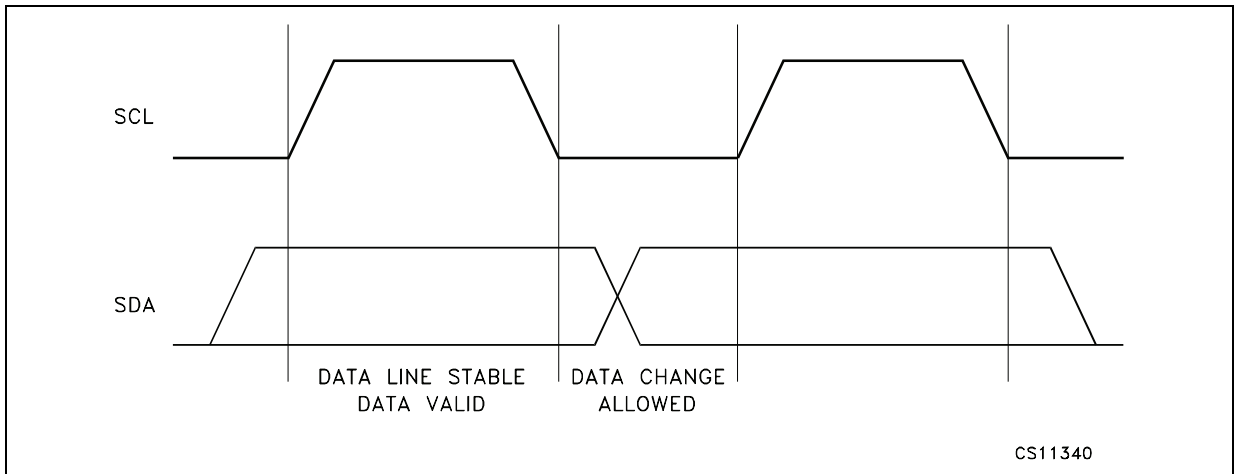 SCL
SDA
DATA LINE STABLE
DATA VALID
DATA CHANGE
ALLOWED
CS11340